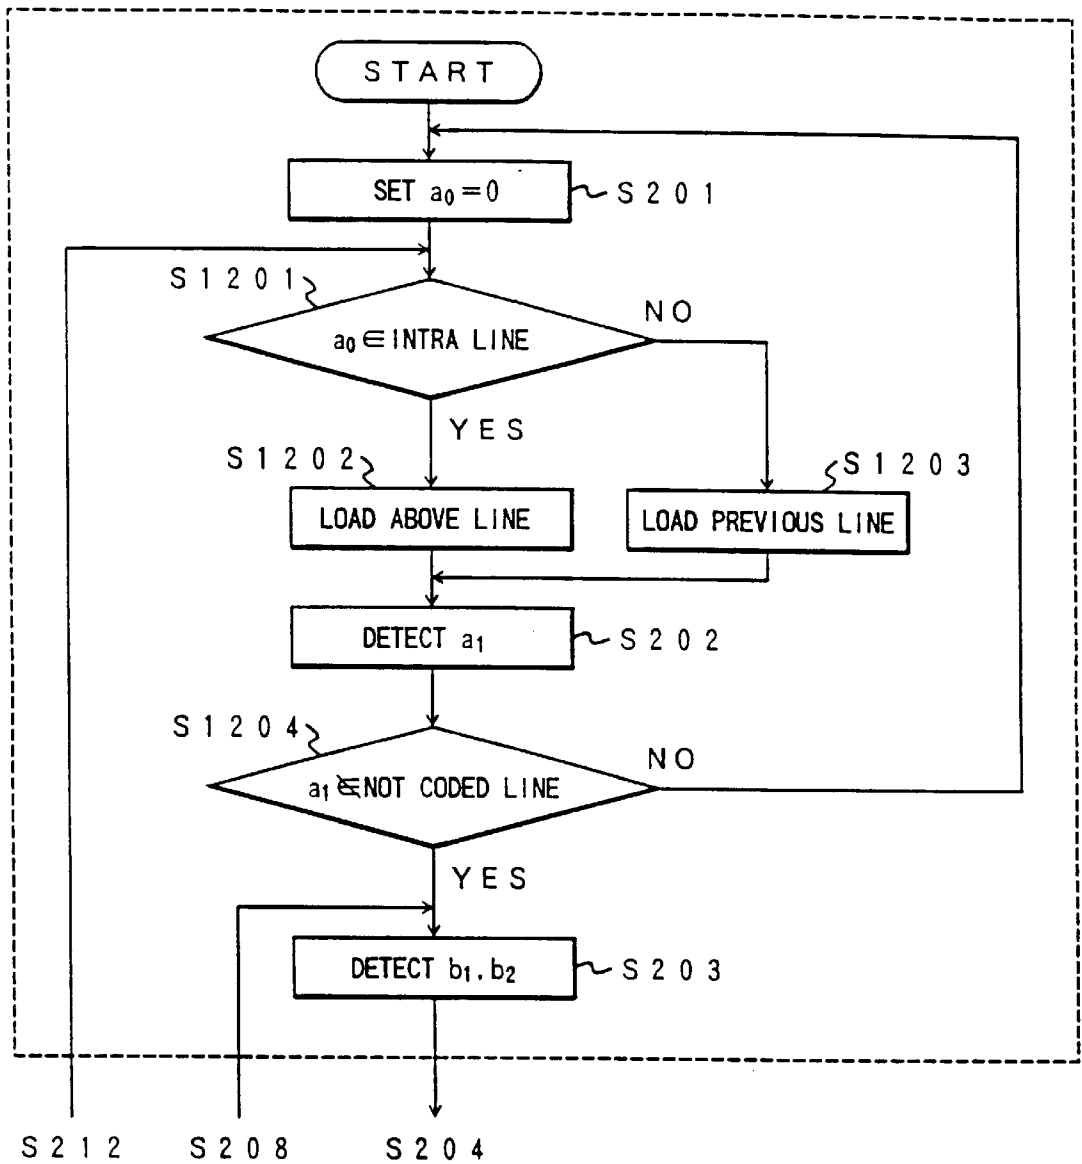 START
SET a₀=0
S201
S1201
a₀∈INTRA LINE
NO
YES
S1202
S1203
LOAD ABOVE LINE
LOAD PREVIOUS LINE
DETECT a₁
S202
S1204
a₁∉NOT CODED LINE
NO
YES
DETECT b₁.b₂
S203
S212
S208
S204